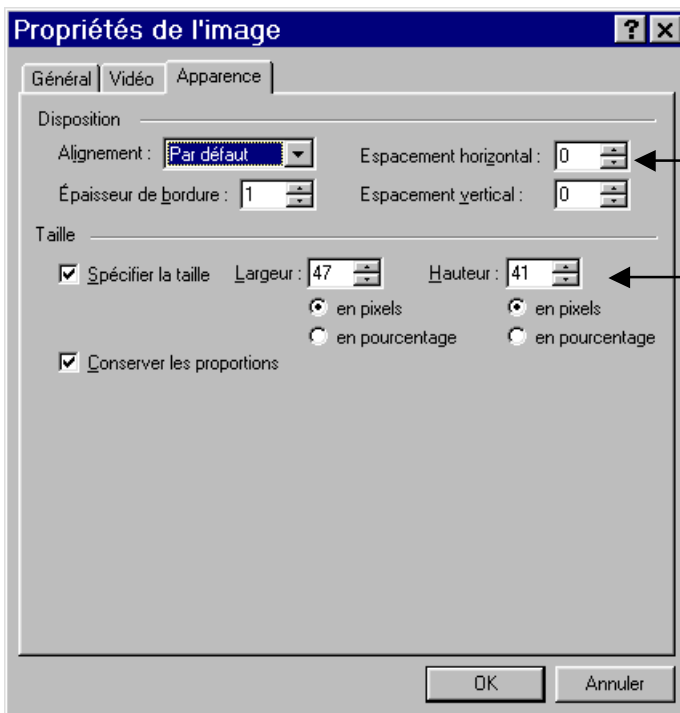 Propriétés de l'image
Général Vidéo Apparence
Disposition
Alignement : Par défaut Espacement horizontal : 0
Épaisseur de bordure : 1 Espacement vertical : 0
Taille
Spécifier la taille Largeur : 47 Hauteur : 41
en pixels en pixels
en pourcentage en pourcentage
Conserver les proportions
OK Annuler